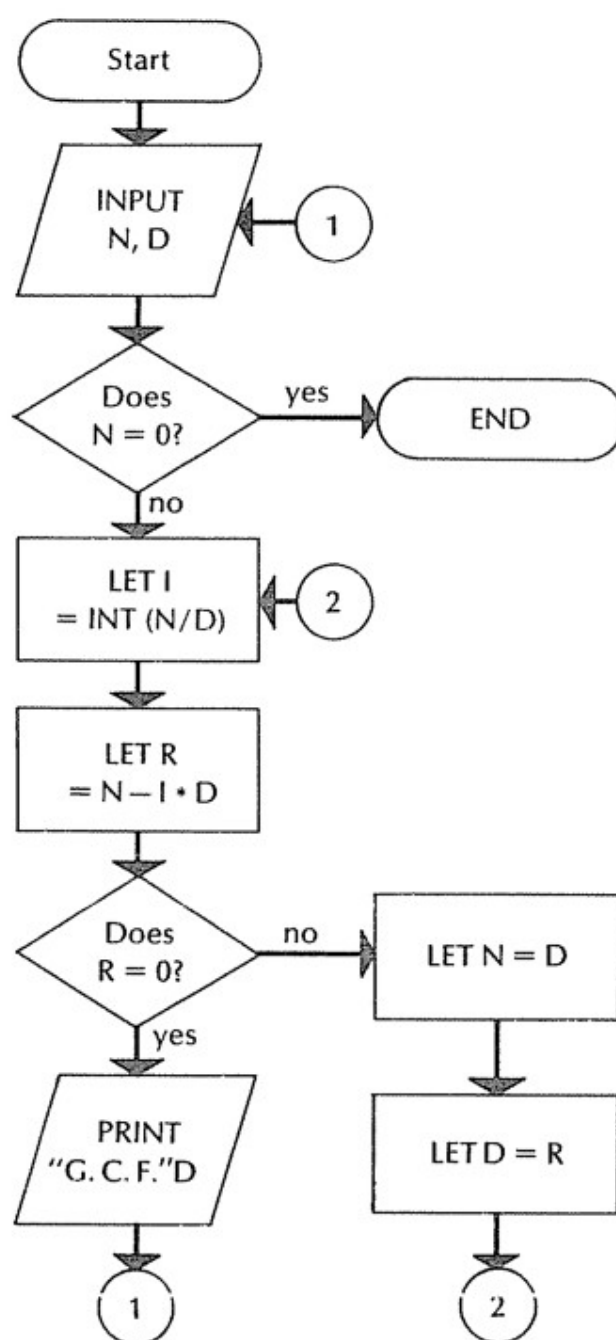 Start
INPUT
N, D
1
Does
N = 0?
yes
END
no
LET I
= INT (N/D)
2
LET R
= N – I • D
Does
R = 0?
no
LET N = D
yes
PRINT
"G. C. F."D
LET D = R
1
2